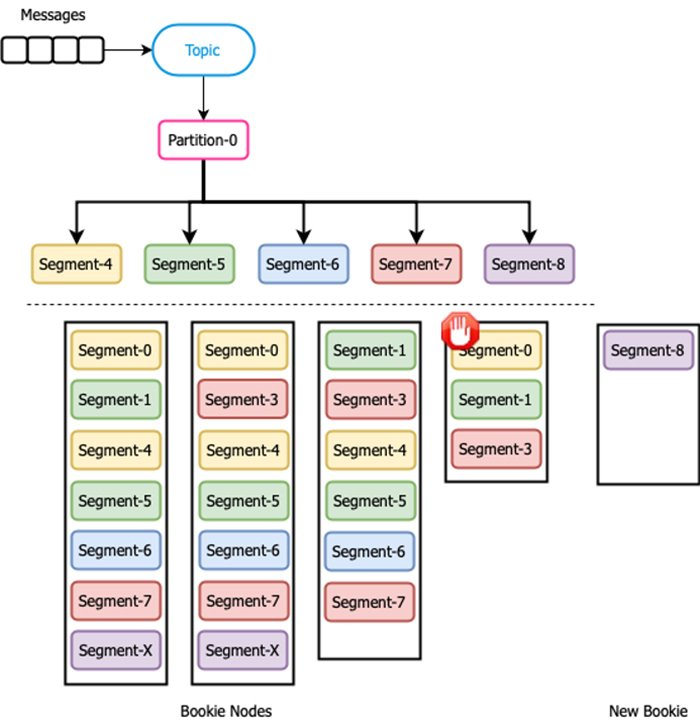 Messages
Topic
Partition-0
Segment-4
Segment-5
Segment-6
Segment-7
Segment-8
Segment-0
Segment-1
Segment-4
Segment-5
Segment-6
Segment-7
Segment-X
Segment-0
Segment-3
Segment-4
Segment-5
Segment-6
Segment-7
Segment-X
Segment-1
Segment-3
Segment-4
Segment-5
Segment-6
Segment-7
Segment-0
Segment-1
Segment-3
Segment-8
Bookie Nodes
New Bookie